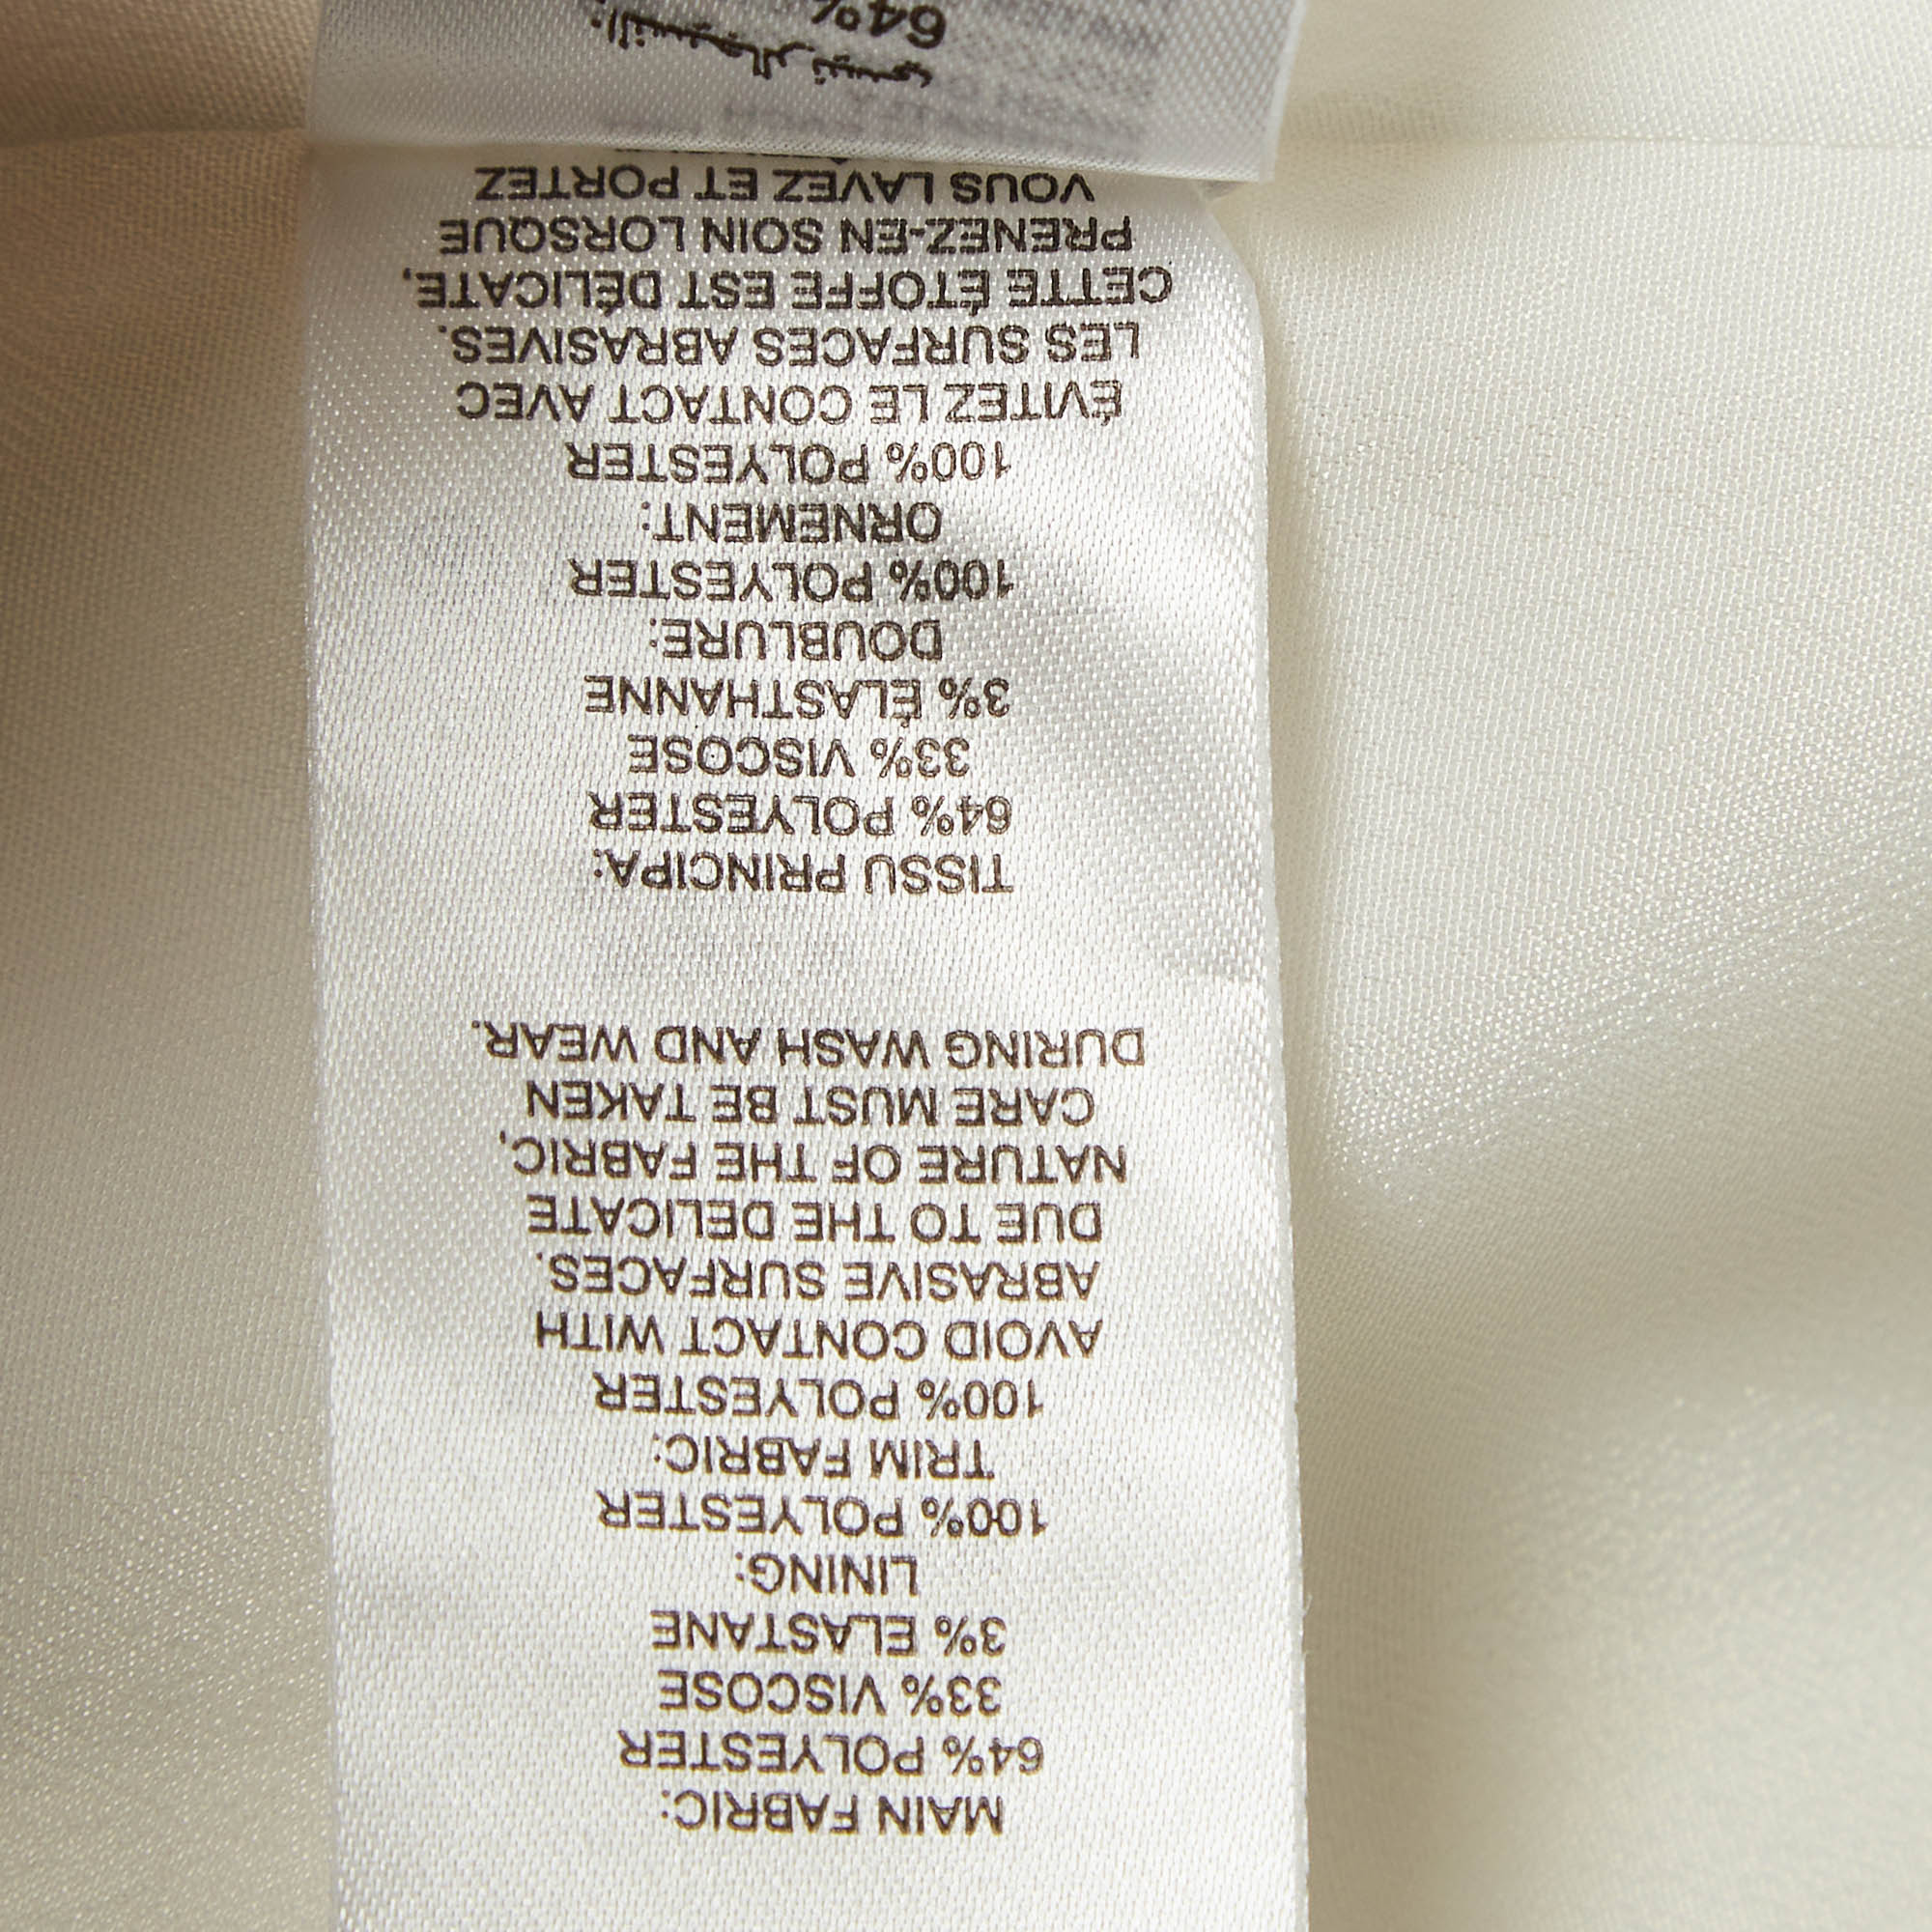 MAIN FABRIC:
64% POLYESTER
33% VISCOSE
3% ELASTANE
LINING:
100% POLYESTER
TRIM FABRIC:
100% POLYESTER
AVOID CONTACT WITH
ABRASIVE SURFACES.
DUE TO THE DELICATE
NATURE OF THE FABRIC,
CARE MUST BE TAKEN
DURING WASH AND WEAR.
TISSU PRINCIPA:
64% POLYESTER
33% VISCOSE
3% ÉLASTHANNE
DOUBLURE:
100% POLYESTER
ORNEMENT:
100% POLYESTER
ÉVITEZ LE CONTACT AVEC
LES SURFACES ABRASIVES.
CETTE ÉTOFFE EST DÉLICATE,
PRENEZ-EN SOIN LORSQUE
VOUS LAVEZ ET PORTEZ
64%